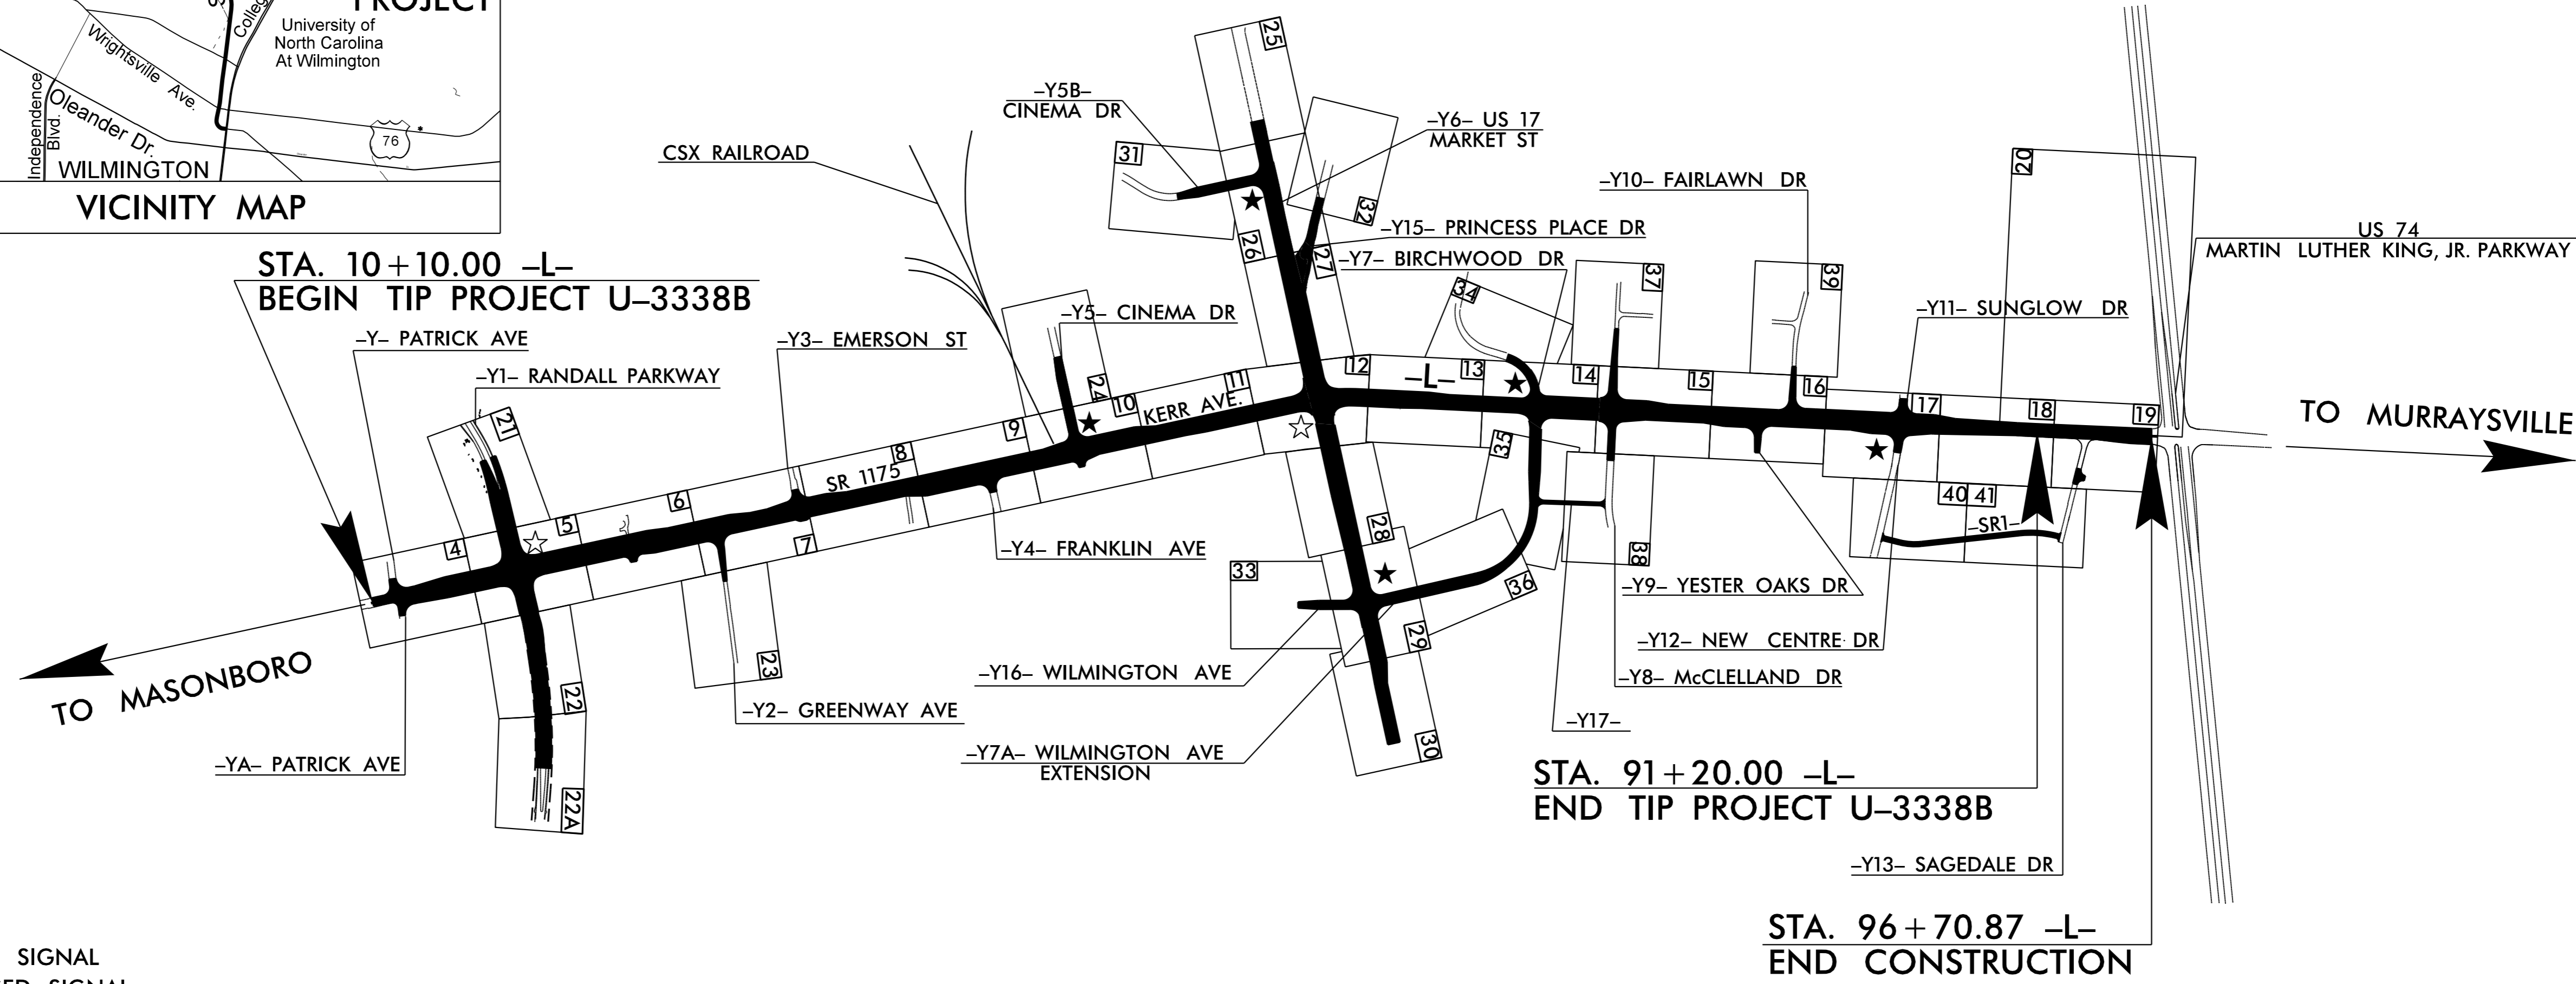 PROJECT
College
University of
North Carolina
At Wilmington
Wrightsville Ave.
Independence
Blvd.
Oleander Dr.
76
WILMINGTON
VICINITY MAP
STA. 10+10.00 –L–
BEGIN TIP PROJECT U–3338B
–Y– PATRICK AVE
–Y1– RANDALL PARKWAY
–Y3– EMERSON ST
CSX RAILROAD
–Y5B–
CINEMA DR
–Y5– CINEMA DR
–Y6– US 17
MARKET ST
–Y15– PRINCESS PLACE DR
–Y7– BIRCHWOOD DR
–Y10– FAIRLAWN DR
–Y11– SUNGLOW DR
US 74
MARTIN LUTHER KING, JR. PARKWAY
TO MURRAYSVILLE
25
31
32
26
27
20
34
37
39
21
24
4
5
6
7
8
9
10
11
12
13
14
15
16
17
18
19
SR 1175
KERR AVE.
–L–
35
28
33
36
38
29
30
40
41
–SR1–
23
22
22A
TO MASONBORO
–YA– PATRICK AVE
–Y2– GREENWAY AVE
–Y4– FRANKLIN AVE
–Y16– WILMINGTON AVE
–Y7A– WILMINGTON AVE
EXTENSION
–Y9– YESTER OAKS DR
–Y12– NEW CENTRE DR
–Y8– McCLELLAND DR
–Y17–
STA. 91+20.00 –L–
END TIP PROJECT U–3338B
–Y13– SAGEDALE DR
STA. 96+70.87 –L–
END CONSTRUCTION
SIGNAL
SIGNAL